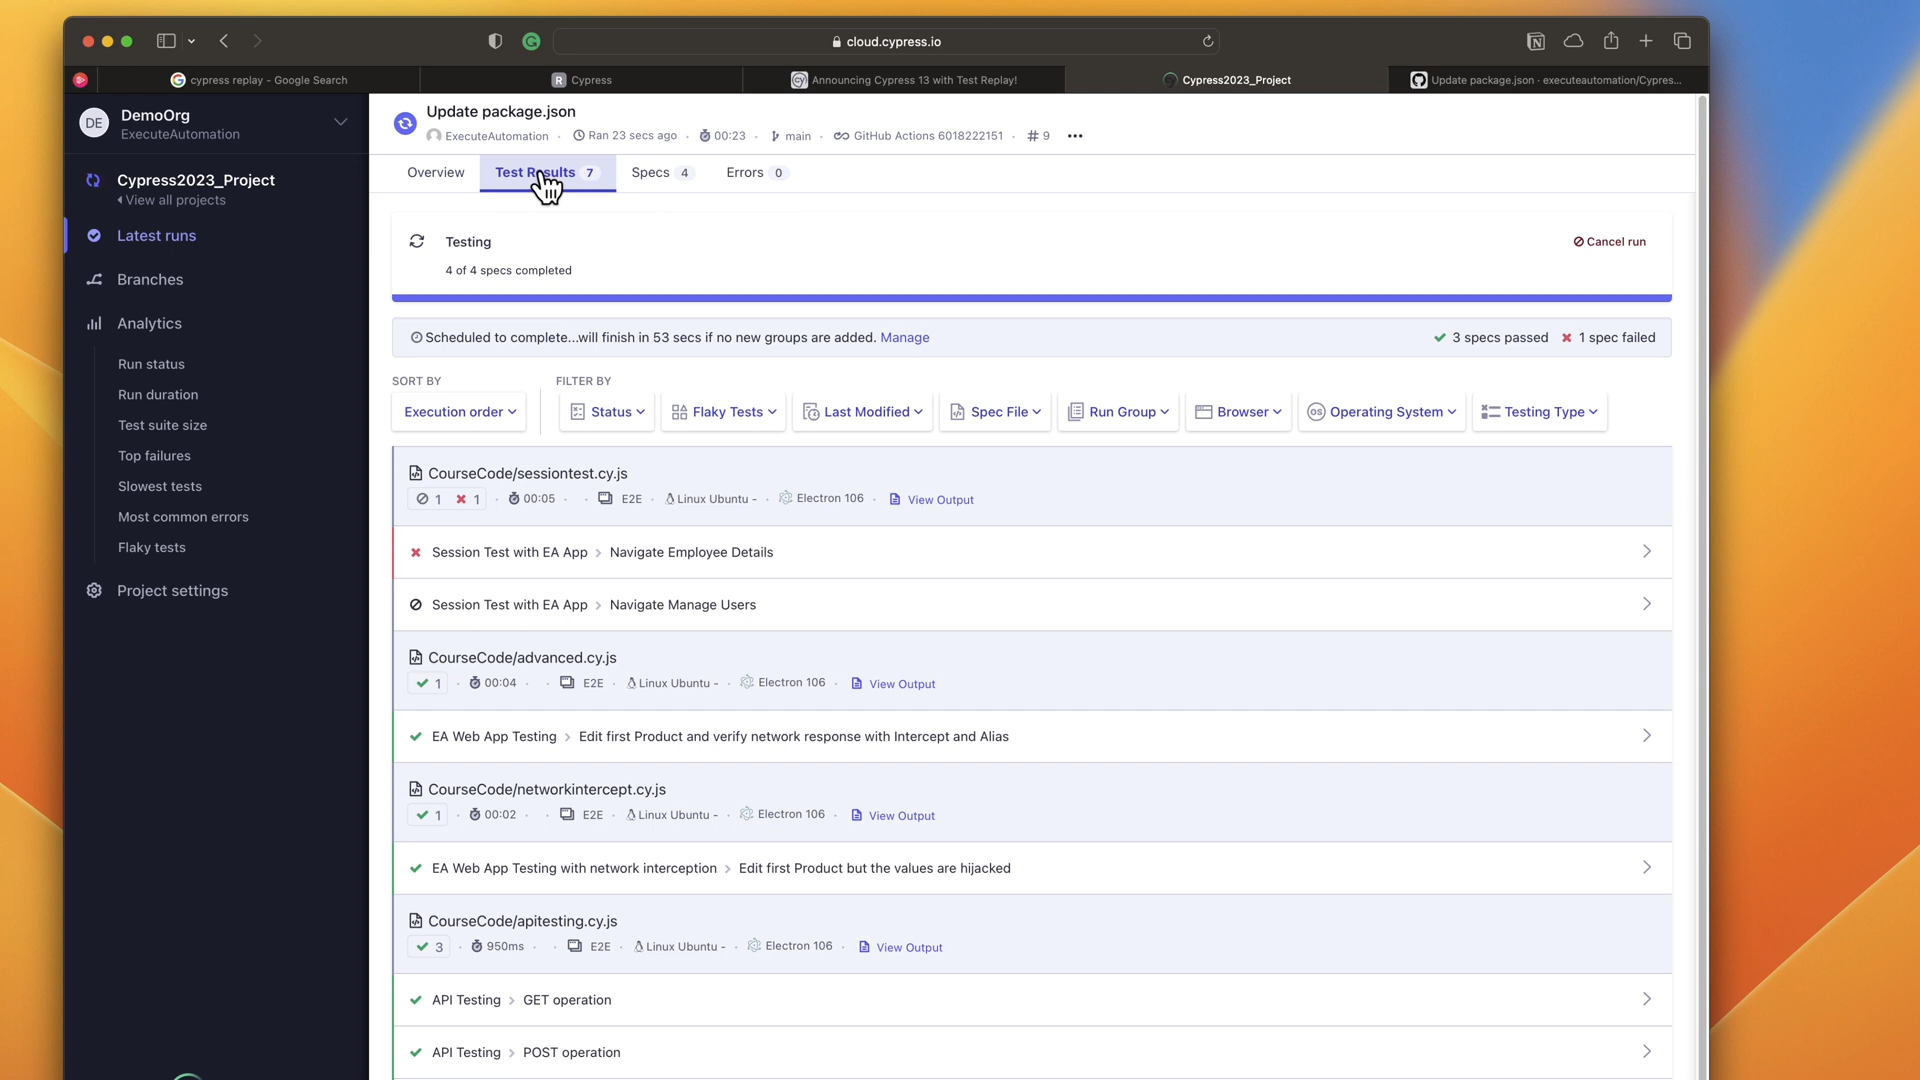 cloud.cypress.io
cypress replay - Google Search
R Cypress
cy Announcing Cypress 13 with Test Replay!
Cypress2023_Project
Update package.json · executeautomation/Cypres...
DE DemoOrg
ExecuteAutomation
Cypress2023_Project
View all projects
Latest runs
Branches
Analytics
Run status
Run duration
Test suite size
Top failures
Slowest tests
Most common errors
Flaky tests
Project settings
Update package.json
ExecuteAutomation · Ran 23 secs ago · 00:23 · main · GitHub Actions 6018222151 · # 9 ...
Overview Test Results 7 Specs 4 Errors 0
Testing
Cancel run
4 of 4 specs completed
Scheduled to complete...will finish in 53 secs if no new groups are added. Manage 3 specs passed 1 spec failed
SORT BY FILTER BY
Execution order Status Flaky Tests Last Modified Spec File Run Group Browser OS Operating System Testing Type
CourseCode/sessiontest.cy.js
1 1 · 00:05 · · E2E · Linux Ubuntu - · Electron 106 · View Output
Session Test with EA App > Navigate Employee Details
Session Test with EA App > Navigate Manage Users
CourseCode/advanced.cy.js
1 · 00:04 · · E2E · Linux Ubuntu - · Electron 106 · View Output
EA Web App Testing > Edit first Product and verify network response with Intercept and Alias
CourseCode/networkintercept.cy.js
1 · 00:02 · · E2E · Linux Ubuntu - · Electron 106 · View Output
EA Web App Testing with network interception > Edit first Product but the values are hijacked
CourseCode/apitesting.cy.js
3 · 950ms · · E2E · Linux Ubuntu - · Electron 106 · View Output
API Testing > GET operation
API Testing > POST operation